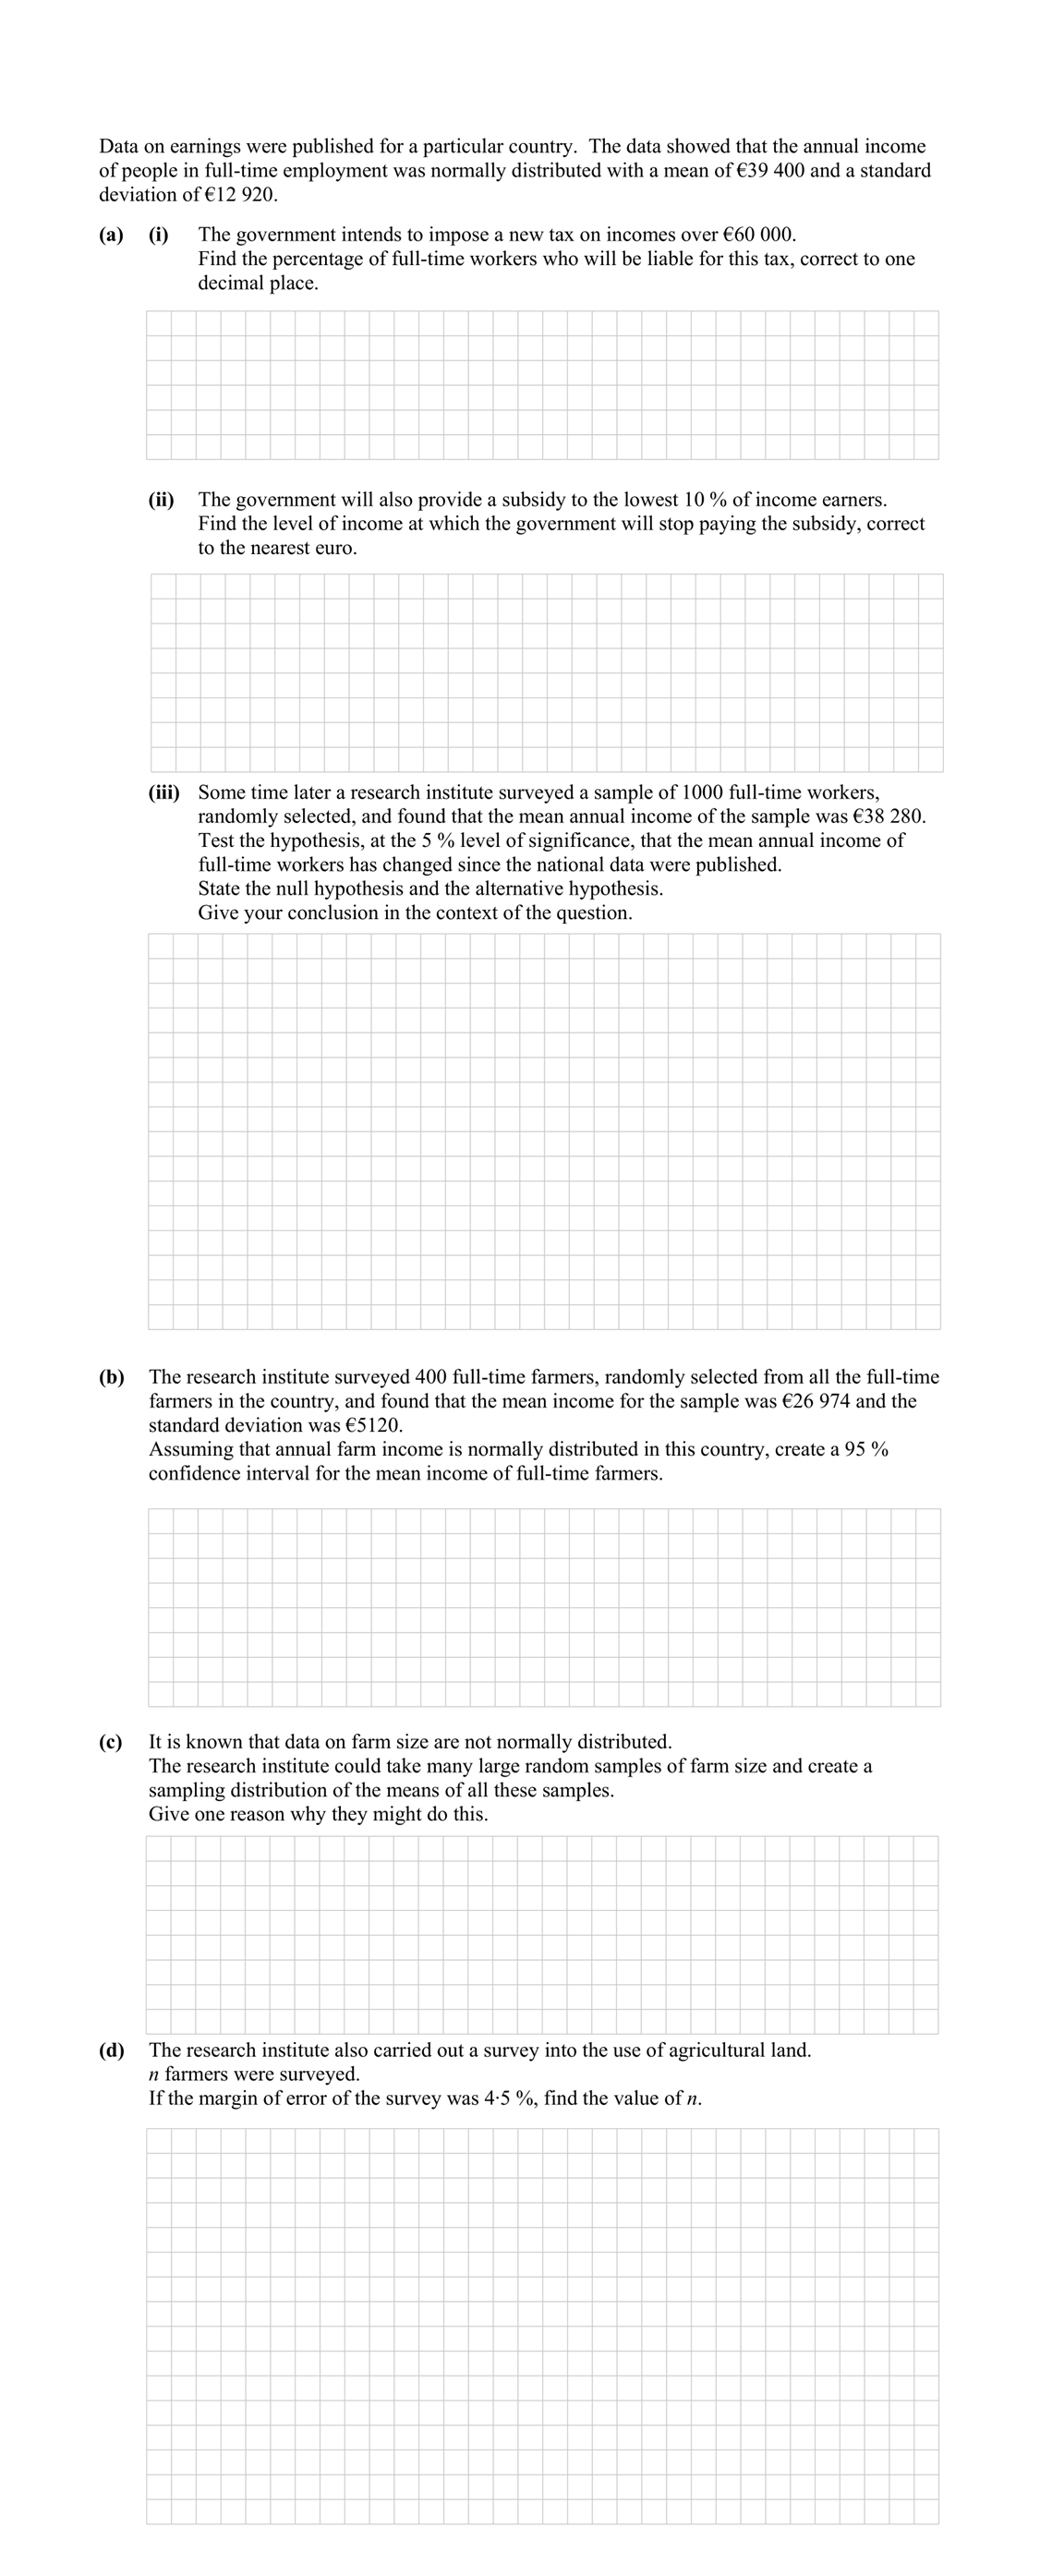 Data on earnings were published for a particular country.  The data showed that the annual income
of people in full-time employment was normally distributed with a mean of €39 400 and a standard
deviation of €12 920.
(a) (i) The government intends to impose a new tax on incomes over €60 000.
Find the percentage of full-time workers who will be liable for this tax, correct to one
decimal place.
(ii) The government will also provide a subsidy to the lowest 10 % of income earners.
Find the level of income at which the government will stop paying the subsidy, correct
to the nearest euro.
(iii) Some time later a research institute surveyed a sample of 1000 full-time workers,
randomly selected, and found that the mean annual income of the sample was €38 280.
Test the hypothesis, at the 5 % level of significance, that the mean annual income of
full-time workers has changed since the national data were published.
State the null hypothesis and the alternative hypothesis.
Give your conclusion in the context of the question.
(b) The research institute surveyed 400 full-time farmers, randomly selected from all the full-time
farmers in the country, and found that the mean income for the sample was €26 974 and the
standard deviation was €5120.
Assuming that annual farm income is normally distributed in this country, create a 95 %
confidence interval for the mean income of full-time farmers.
(c) It is known that data on farm size are not normally distributed.
The research institute could take many large random samples of farm size and create a
sampling distribution of the means of all these samples.
Give one reason why they might do this.
(d) The research institute also carried out a survey into the use of agricultural land.
n farmers were surveyed.
If the margin of error of the survey was 4·5 %, find the value of n.